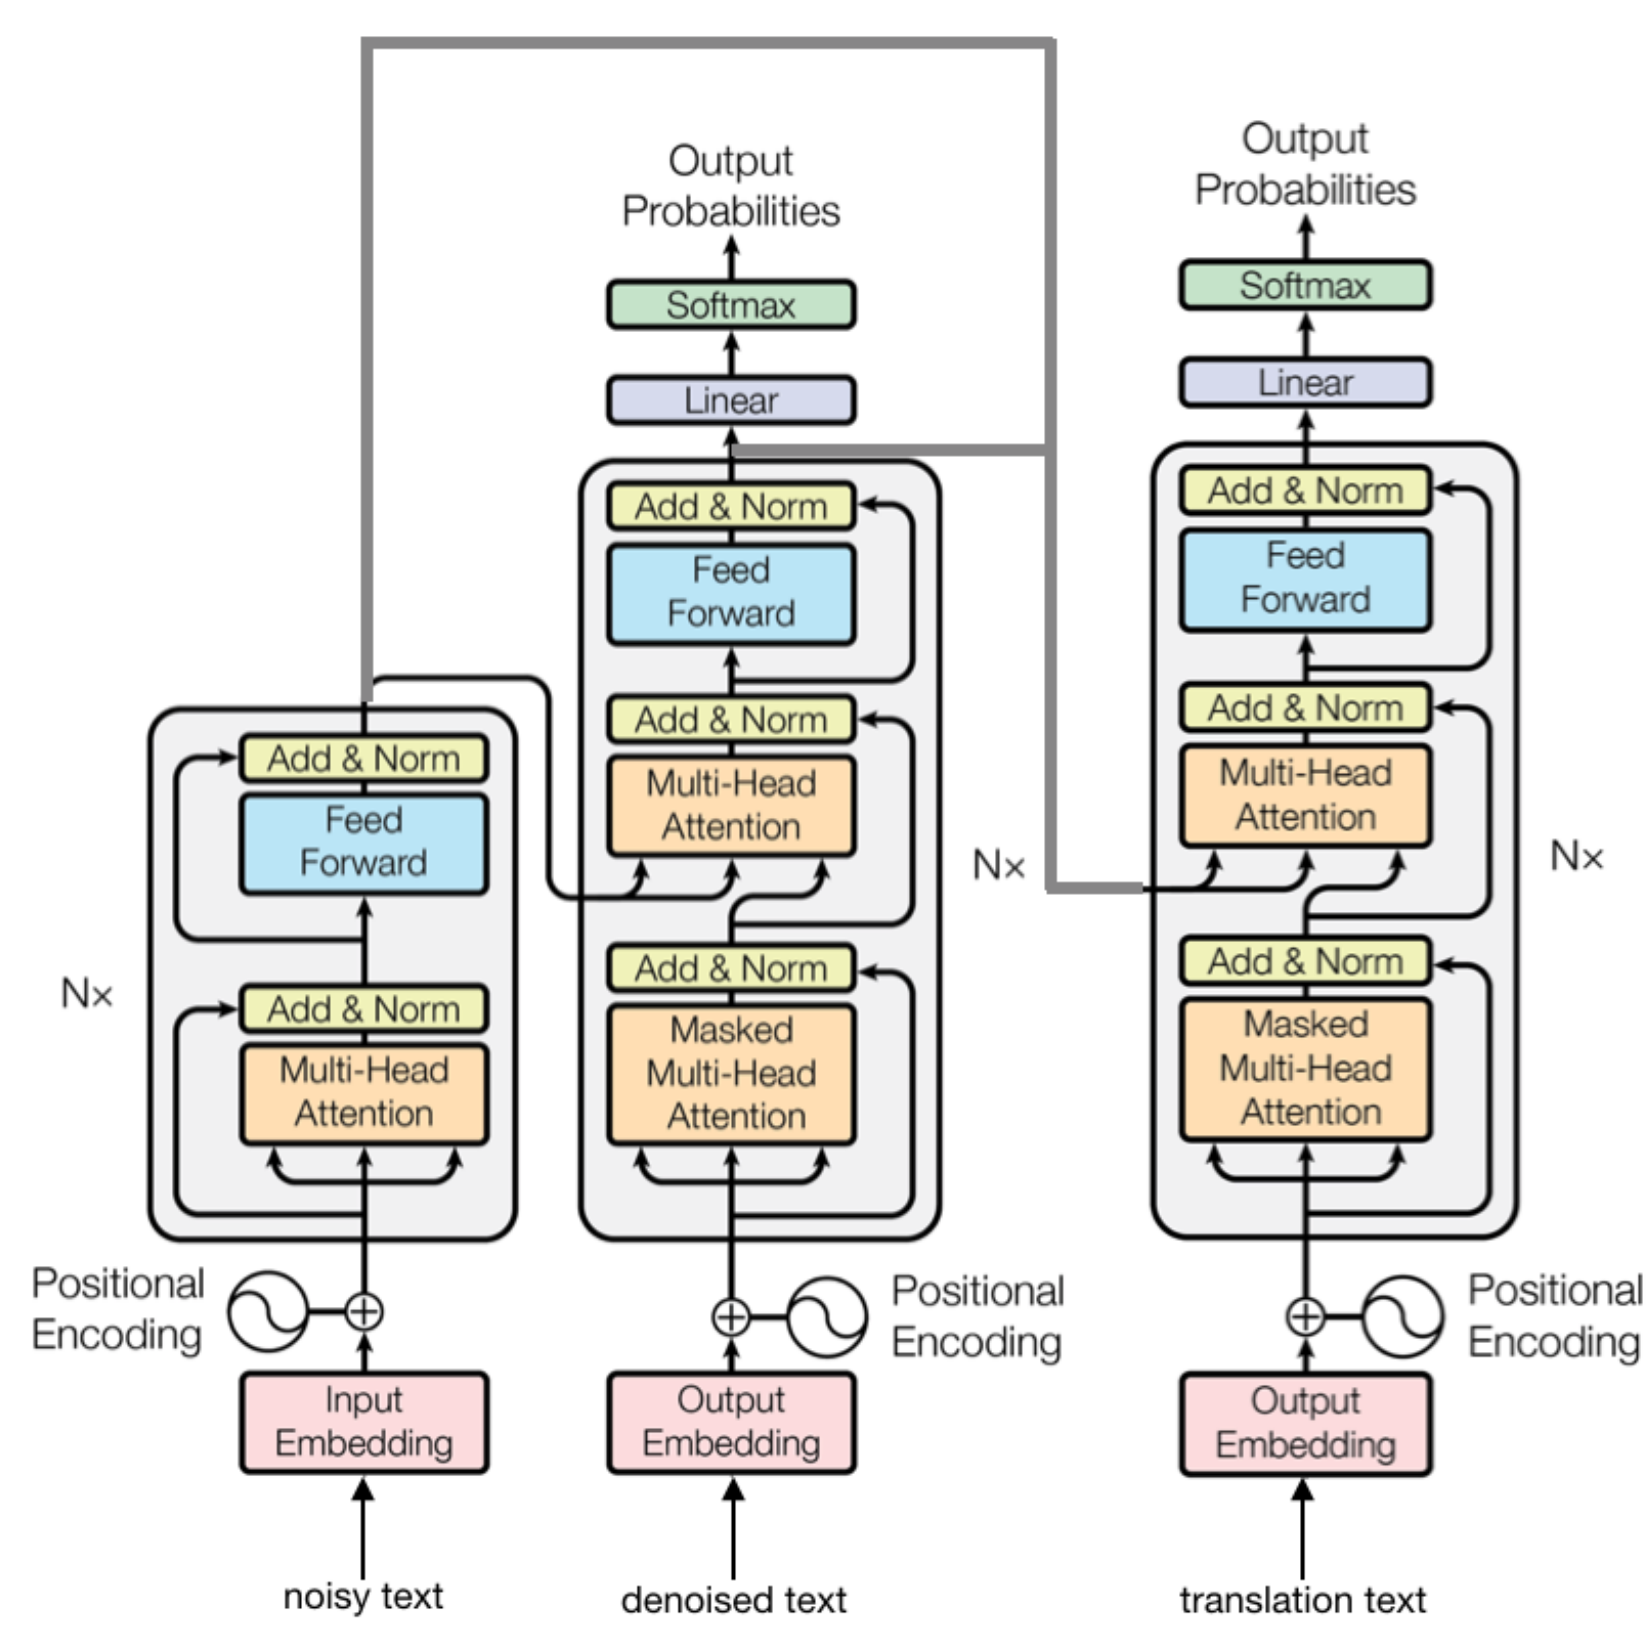 Output
Probabilities
Softmax
Linear
Add & Norm
Feed
Forward
Add & Norm
Multi-Head
Attention
Add & Norm
Masked
Multi-Head
Attention
Nx
Positional
Encoding
Output
Embedding
denoised text
Add & Norm
Feed
Forward
Add & Norm
Multi-Head
Attention
Nx
Positional
Encoding
Input
Embedding
noisy text
Output
Probabilities
Softmax
Linear
Add & Norm
Feed
Forward
Add & Norm
Multi-Head
Attention
Add & Norm
Masked
Multi-Head
Attention
Nx
Positional
Encoding
Output
Embedding
translation text